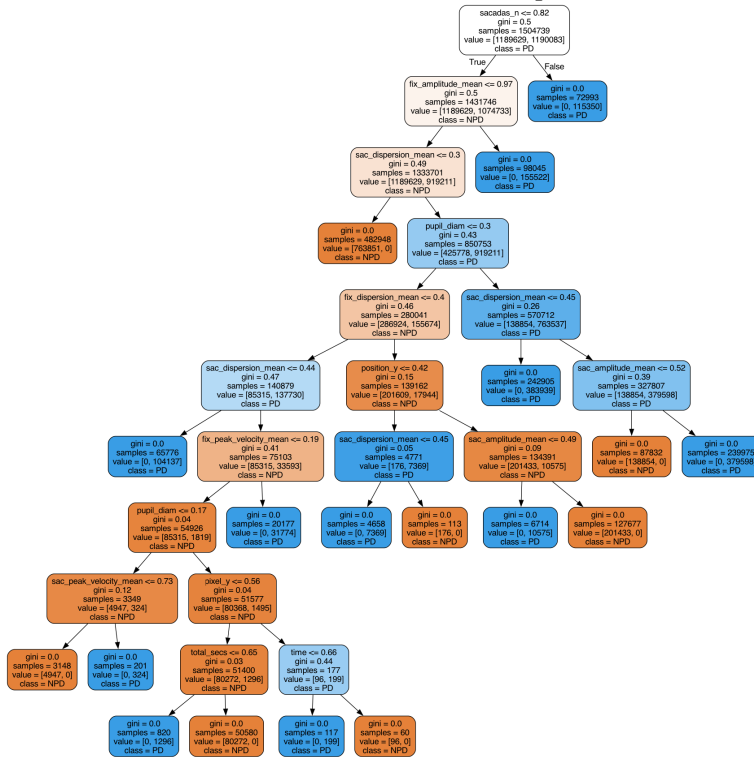 sacadas_n <= 0.82
gini = 0.5
samples = 1504739
value = [1189629, 1190083]
class = PD
True
False
fix_amplitude_mean <= 0.97
gini = 0.5
samples = 1431746
value = [1189629, 1074733]
class = NPD
gini = 0.0
samples = 72993
value = [0, 115350]
class = PD
sac_dispersion_mean <= 0.3
gini = 0.49
samples = 1333701
value = [1189629, 919211]
class = NPD
gini = 0.0
samples = 98045
value = [0, 155522]
class = PD
gini = 0.0
samples = 482948
value = [763851, 0]
class = NPD
pupil_diam <= 0.3
gini = 0.43
samples = 850753
value = [425778, 919211]
class = PD
fix_dispersion_mean <= 0.4
gini = 0.46
samples = 280041
value = [286924, 155674]
class = NPD
sac_dispersion_mean <= 0.45
gini = 0.26
samples = 570712
value = [138854, 763537]
class = PD
sac_dispersion_mean <= 0.44
gini = 0.47
samples = 140879
value = [85315, 137730]
class = PD
position_y <= 0.42
gini = 0.15
samples = 139162
value = [201609, 17944]
class = NPD
gini = 0.0
samples = 242905
value = [0, 383939]
class = PD
sac_amplitude_mean <= 0.52
gini = 0.39
samples = 327807
value = [138854, 379598]
class = PD
gini = 0.0
samples = 65776
value = [0, 104137]
class = PD
fix_peak_velocity_mean <= 0.19
gini = 0.41
samples = 75103
value = [85315, 33593]
class = NPD
sac_dispersion_mean <= 0.45
gini = 0.05
samples = 4771
value = [176, 7369]
class = PD
sac_amplitude_mean <= 0.49
gini = 0.09
samples = 134391
value = [201433, 10575]
class = NPD
gini = 0.0
samples = 87832
value = [138854, 0]
class = NPD
gini = 0.0
samples = 239975
value = [0, 379598]
class = PD
pupil_diam <= 0.17
gini = 0.04
samples = 54926
value = [85315, 1819]
class = NPD
gini = 0.0
samples = 20177
value = [0, 31774]
class = PD
gini = 0.0
samples = 4658
value = [0, 7369]
class = PD
gini = 0.0
samples = 113
value = [176, 0]
class = NPD
gini = 0.0
samples = 6714
value = [0, 10575]
class = PD
gini = 0.0
samples = 127677
value = [201433, 0]
class = NPD
sac_peak_velocity_mean <= 0.73
gini = 0.12
samples = 3349
value = [4947, 324]
class = NPD
pixel_y <= 0.56
gini = 0.04
samples = 51577
value = [80368, 1495]
class = NPD
gini = 0.0
samples = 3148
value = [4947, 0]
class = NPD
gini = 0.0
samples = 201
value = [0, 324]
class = PD
total_secs <= 0.65
gini = 0.03
samples = 51400
value = [80272, 1296]
class = NPD
time <= 0.66
gini = 0.44
samples = 177
value = [96, 199]
class = PD
gini = 0.0
samples = 820
value = [0, 1296]
class = PD
gini = 0.0
samples = 50580
value = [80272, 0]
class = NPD
gini = 0.0
samples = 117
value = [0, 199]
class = PD
gini = 0.0
samples = 60
value = [96, 0]
class = NPD